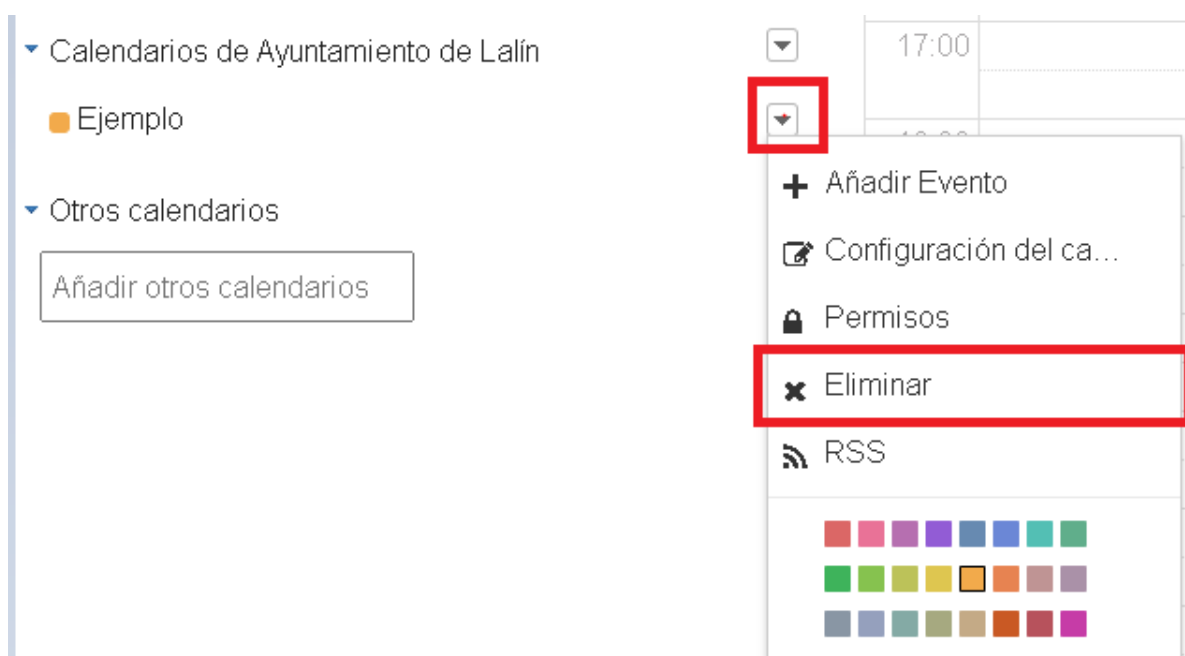 Calendarios de Ayuntamiento de Lalín
17:00
Ejemplo
Añadir Evento
Otros calendarios
Configuración del ca...
Añadir otros calendarios
Permisos
Eliminar
RSS